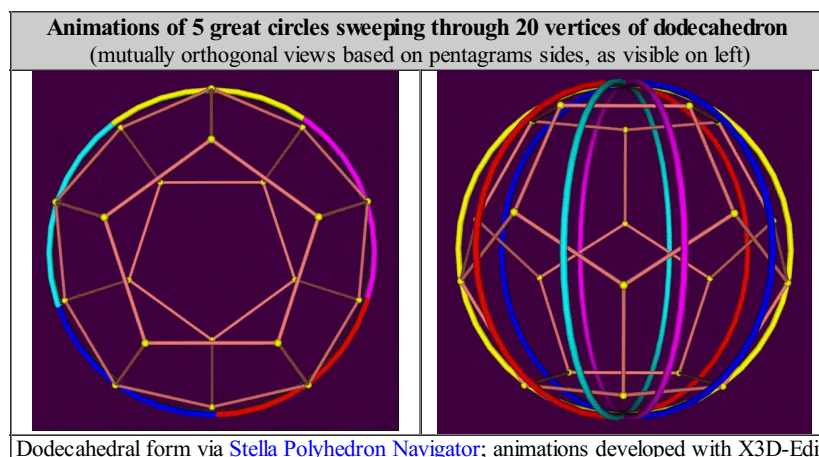 Animations of 5 great circles sweeping through 20 vertices of dodecahedron
(mutually orthogonal views based on pentagrams sides, as visible on left)
Dodecahedral form via Stella Polyhedron Navigator; animations developed with X3D-Edi